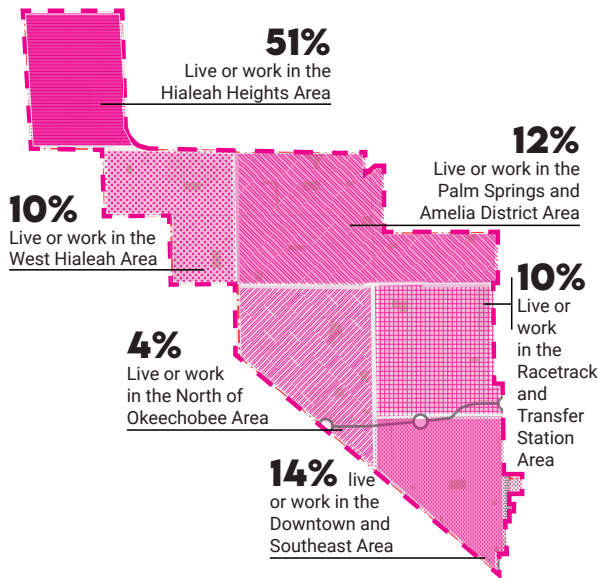 51%
Live or work in the
Hialeah Heights Area
12%
Live or work in the
Palm Springs and
Amelia District Area
10%
Live or work in the
West Hialeah Area
10%
Live or
work
in the
Racetrack
and
Transfer
Station
Area
4%
Live or work
in the North of
Okeechobee Area
14% live
or work in the
Downtown and
Southeast Area